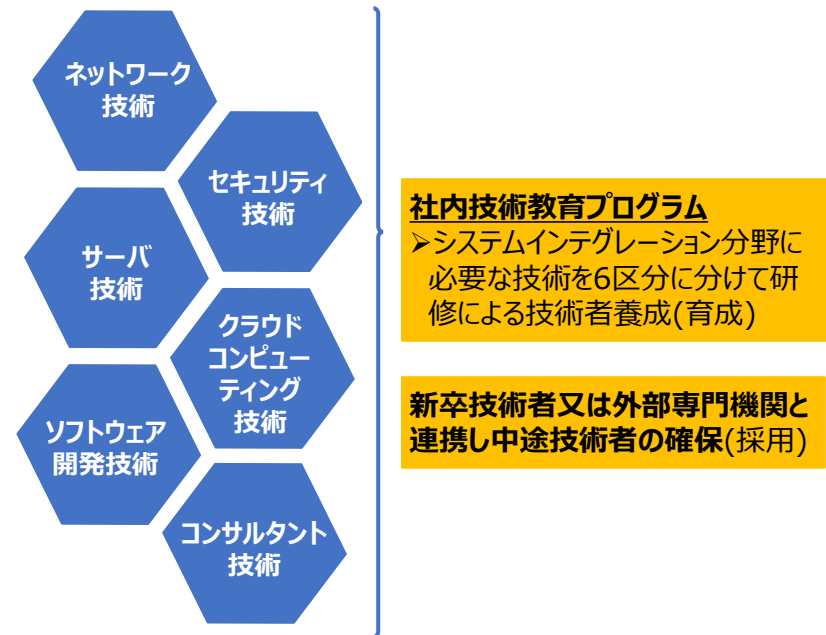 ネットワーク
技術
セキュリティ
技術
サーバ
技術
クラウド
コンピュー
ティング
技術
ソフトウェア
開発技術
コンサルタント
技術
社内技術教育プログラム
➢システムインテグレーション分野に
必要な技術を6区分に分けて研
修による技術者養成(育成)
新卒技術者又は外部専門機関と
連携し中途技術者の確保(採用)